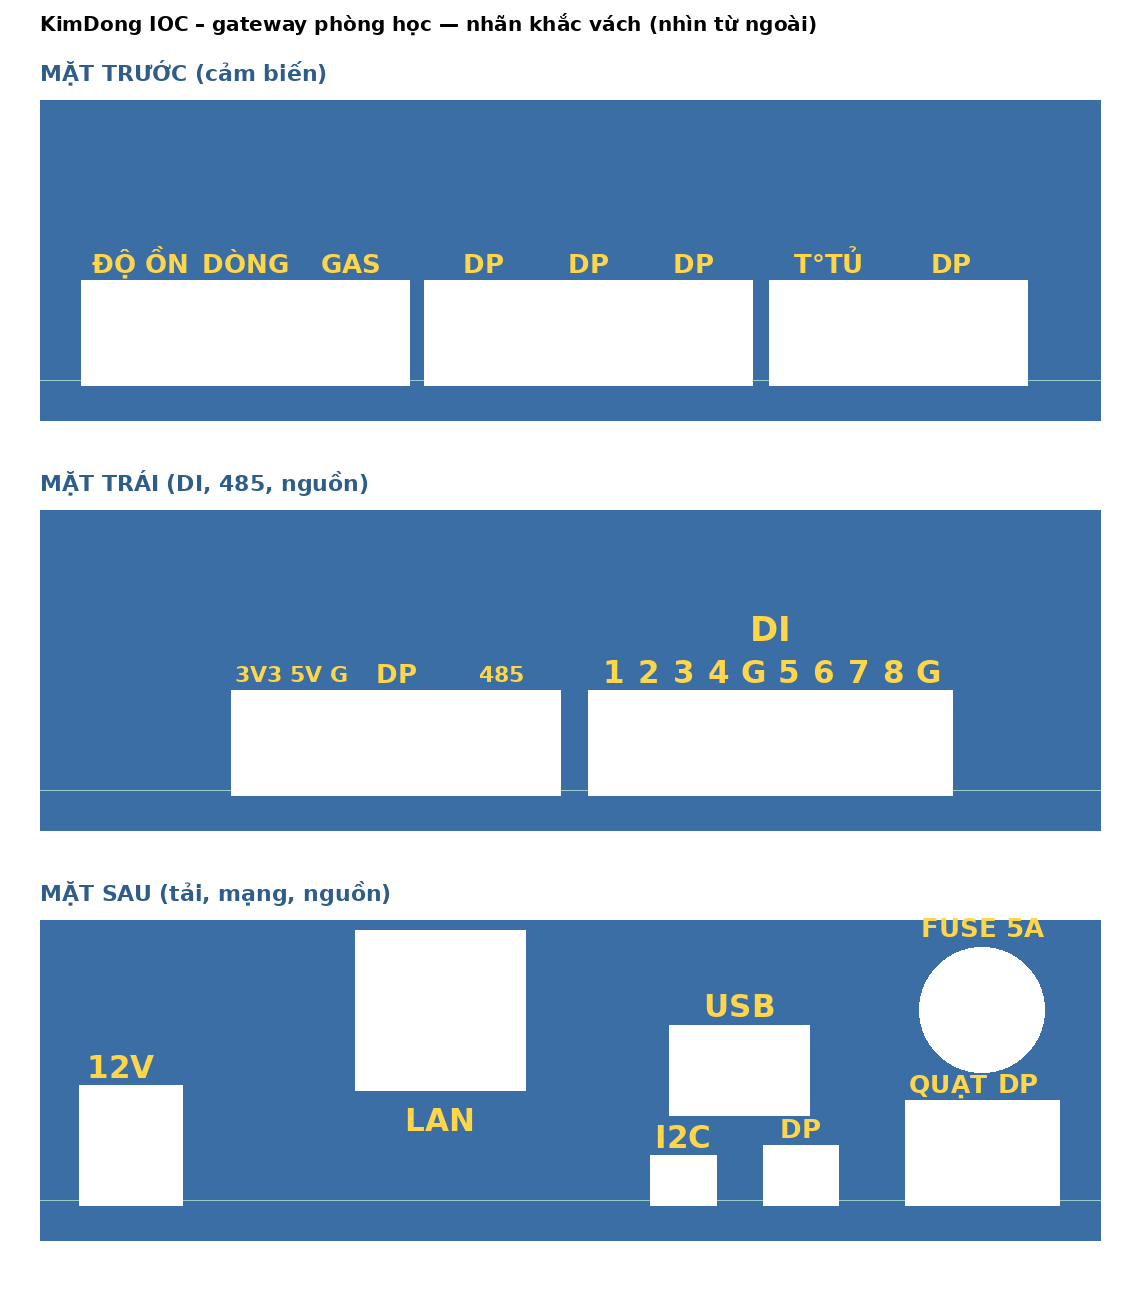 KimDong IOC – gateway phòng học — nhãn khắc vách (nhìn từ ngoài)
MẶT TRƯỚC (cảm biến)
ĐỘ ỒN DÒNG GAS DP DP DP T°TỦ DP
MẶT TRÁI (DI, 485, nguồn)
DI
3V3 5V G DP 485 1 2 3 4 G 5 6 7 8 G
MẶT SAU (tải, mạng, nguồn)
FUSE 5A
USB
12V
QUẠT DP
LAN
I2C DP